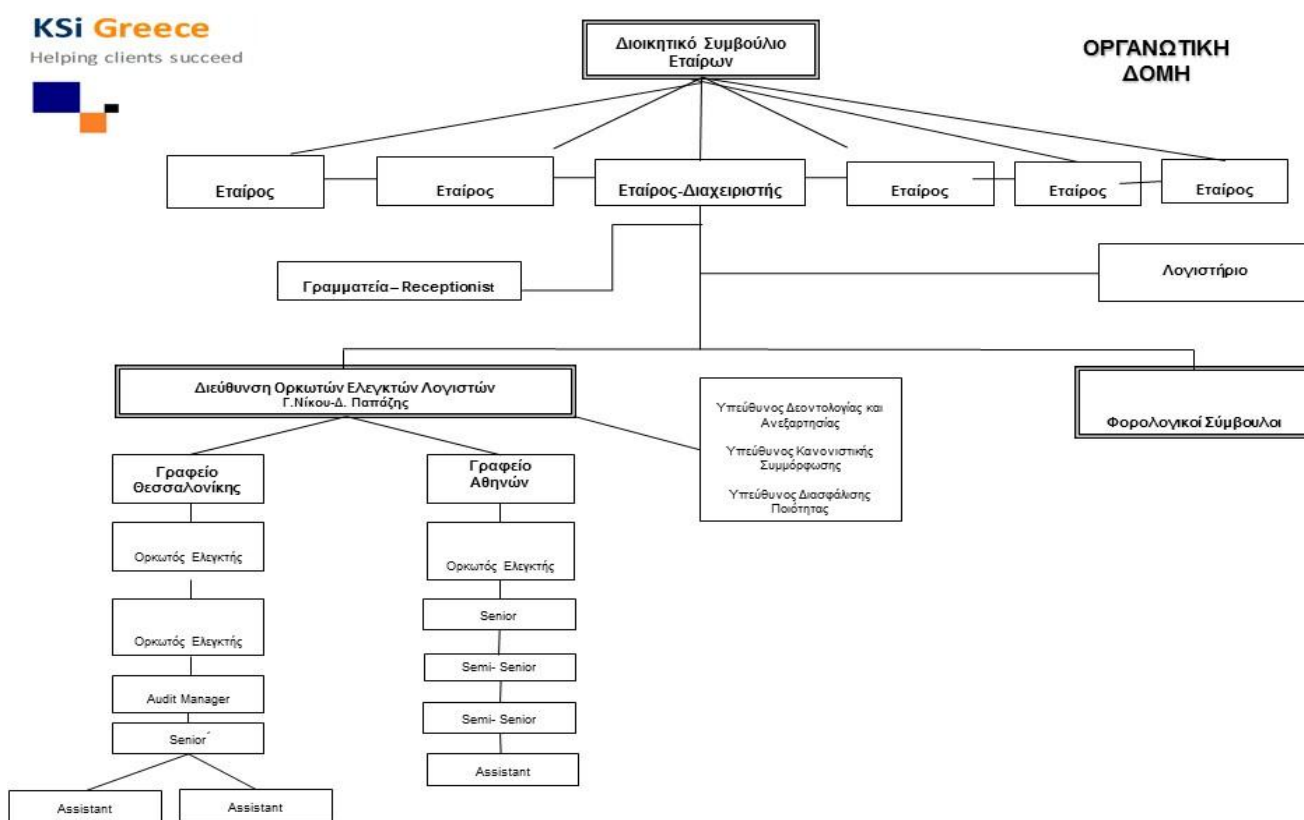 KSi Greece
Helping clients succeed
ΟΡΓΑΝΩΤΙΚΗ
ΔΟΜΗ
Διοικητικό Συμβούλιο
Εταίρων
Εταίρος
Εταίρος
Εταίρος-Διαχειριστής
Εταίρος
Εταίρος
Εταίρος
Γραμματεία– Receptionist
Λογιστήριο
Διεύθυνση Ορκωτών Ελεγκτών Λογιστών
Γ.Νίκου-Δ. Παπάζης
Υπεύθυνος Δεοντολογίας και
Ανεξαρτησίας
Υπεύθυνος Κανονιστικής
Συμμόρφωσης
Υπεύθυνος Διασφάλισης
Ποιότητας
Φορολογικοί Σύμβουλοι
Γραφείο
Θεσσαλονίκης
Ορκωτός Ελεγκτής
Ορκωτός Ελεγκτής
Audit Manager
Senior΄
Assistant
Assistant
Γραφείο
Αθηνών
Ορκωτός Ελεγκτής
Senior
Semi- Senior
Semi- Senior
Assistant